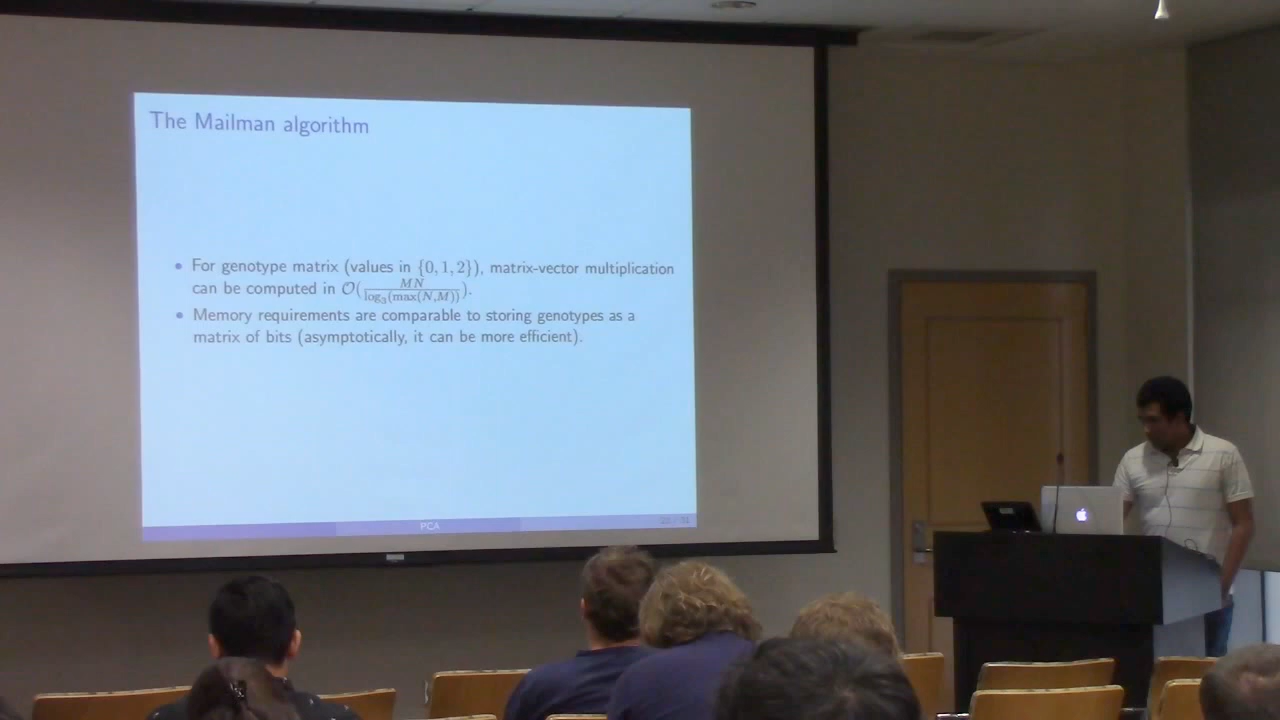 The Mailman algorithm
• For genotype matrix (values in {0, 1, 2}), matrix-vector multiplication
can be computed in O(MN / log₃(max(N,M))).
• Memory requirements are comparable to storing genotypes as a
matrix of bits (asymptotically, it can be more efficient).
PCA